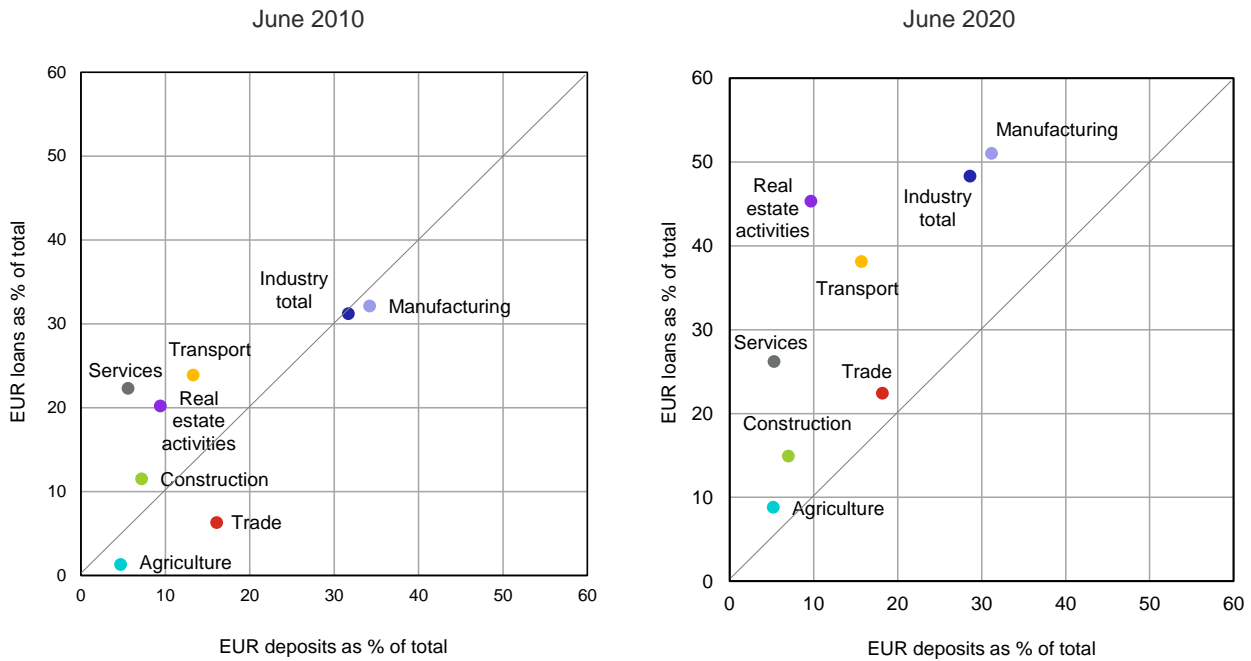 June 2010
60
50
40
30
20
10
0
EUR loans as % of total
Industry
total
Manufacturing
Transport
Services
Real
estate
activities
Construction
Trade
Agriculture
0
10
20
30
40
50
60
EUR deposits as % of total
June 2020
60
50
40
30
20
10
0
EUR loans as % of total
Manufacturing
Real
estate
activities
Industry
total
Transport
Services
Trade
Construction
Agriculture
0
10
20
30
40
50
60
EUR deposits as % of total